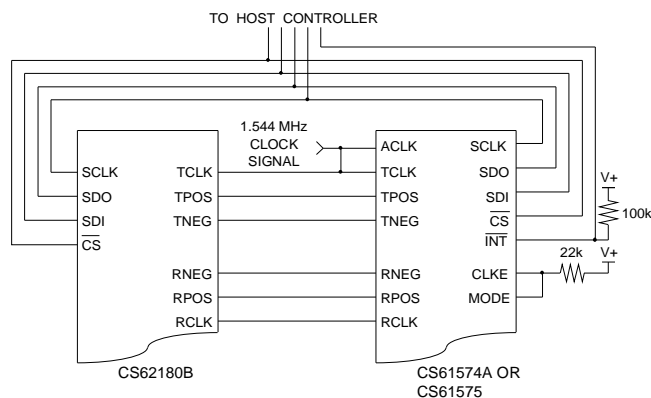 TO HOST CONTROLLER
1.544 MHz
CLOCK
SIGNAL
SCLK
SDO
SDI
CS
TCLK
TPOS
TNEG
RNEG
RPOS
RCLK
CS62180B
ACLK
TCLK
TPOS
TNEG
RNEG
RPOS
RCLK
SCLK
SDO
SDI
CS
INT
CLKE
MODE
CS61574A OR
CS61575
V+
100k
22k
V+